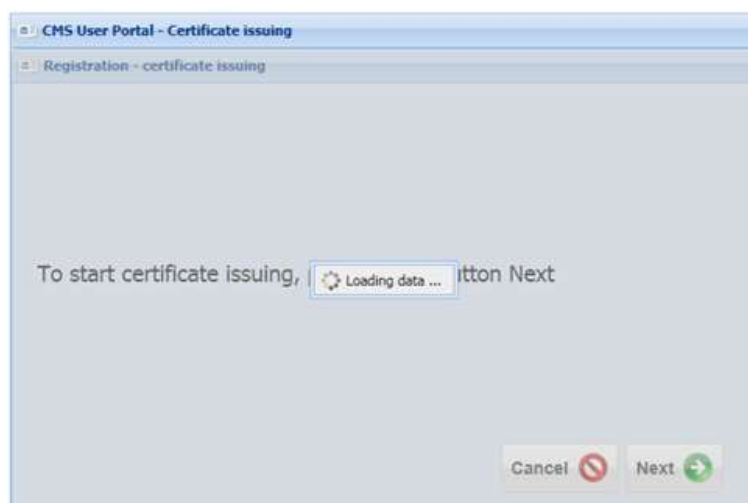 CMS User Portal - Certificate issuing
Registration - certificate issuing
To start certificate issuing, Loading data ... tton Next
Cancel Next